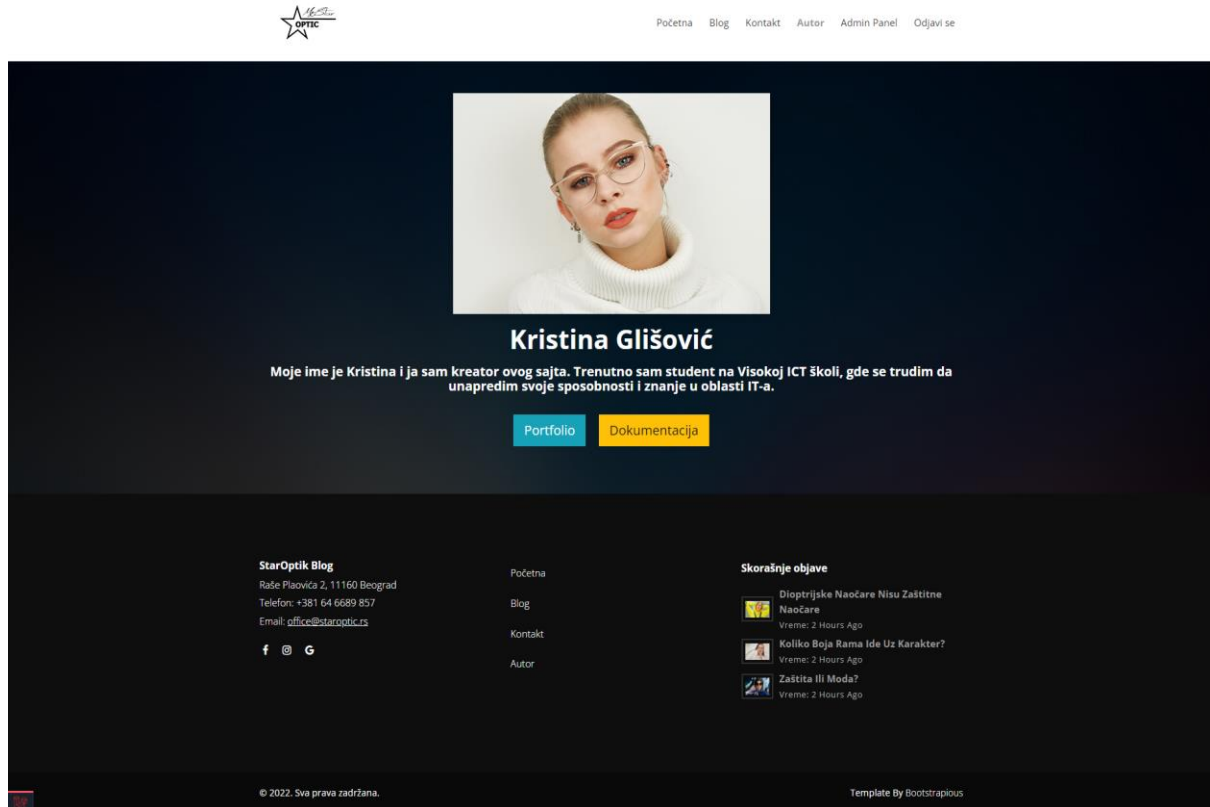 My Star
OPTIC
Početna Blog Kontakt Autor Admin Panel Odjavi se
Kristina Glišović
Moje ime je Kristina i ja sam kreator ovog sajta. Trenutno sam student na Visokoj ICT školi, gde se trudim da
unapredim svoje sposobnosti i znanje u oblasti IT-a.
Portfolio Dokumentacija
StarOptik Blog
Raše Plaovića 2, 11160 Beograd
Telefon: +381 64 6689 857
Email: office@staroptic.rs
Početna
Blog
Kontakt
Autor
Skorašnje objave
Dioptrijske Naočare Nisu Zaštitne
Naočare
Vreme: 2 Hours Ago
Koliko Boja Rama Ide Uz Karakter?
Vreme: 2 Hours Ago
Zaštita Ili Moda?
Vreme: 2 Hours Ago
© 2022. Sva prava zadržana.
Template By Bootstrapious